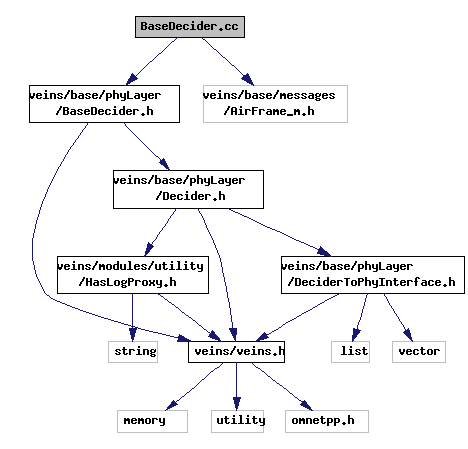 BaseDecider.cc
veins/base/phyLayer
/BaseDecider.h
veins/base/messages
/AirFrame_m.h
veins/base/phyLayer
/Decider.h
veins/modules/utility
/HasLogProxy.h
veins/base/phyLayer
/DeciderToPhyInterface.h
string
veins/veins.h
list
vector
memory
utility
omnetpp.h